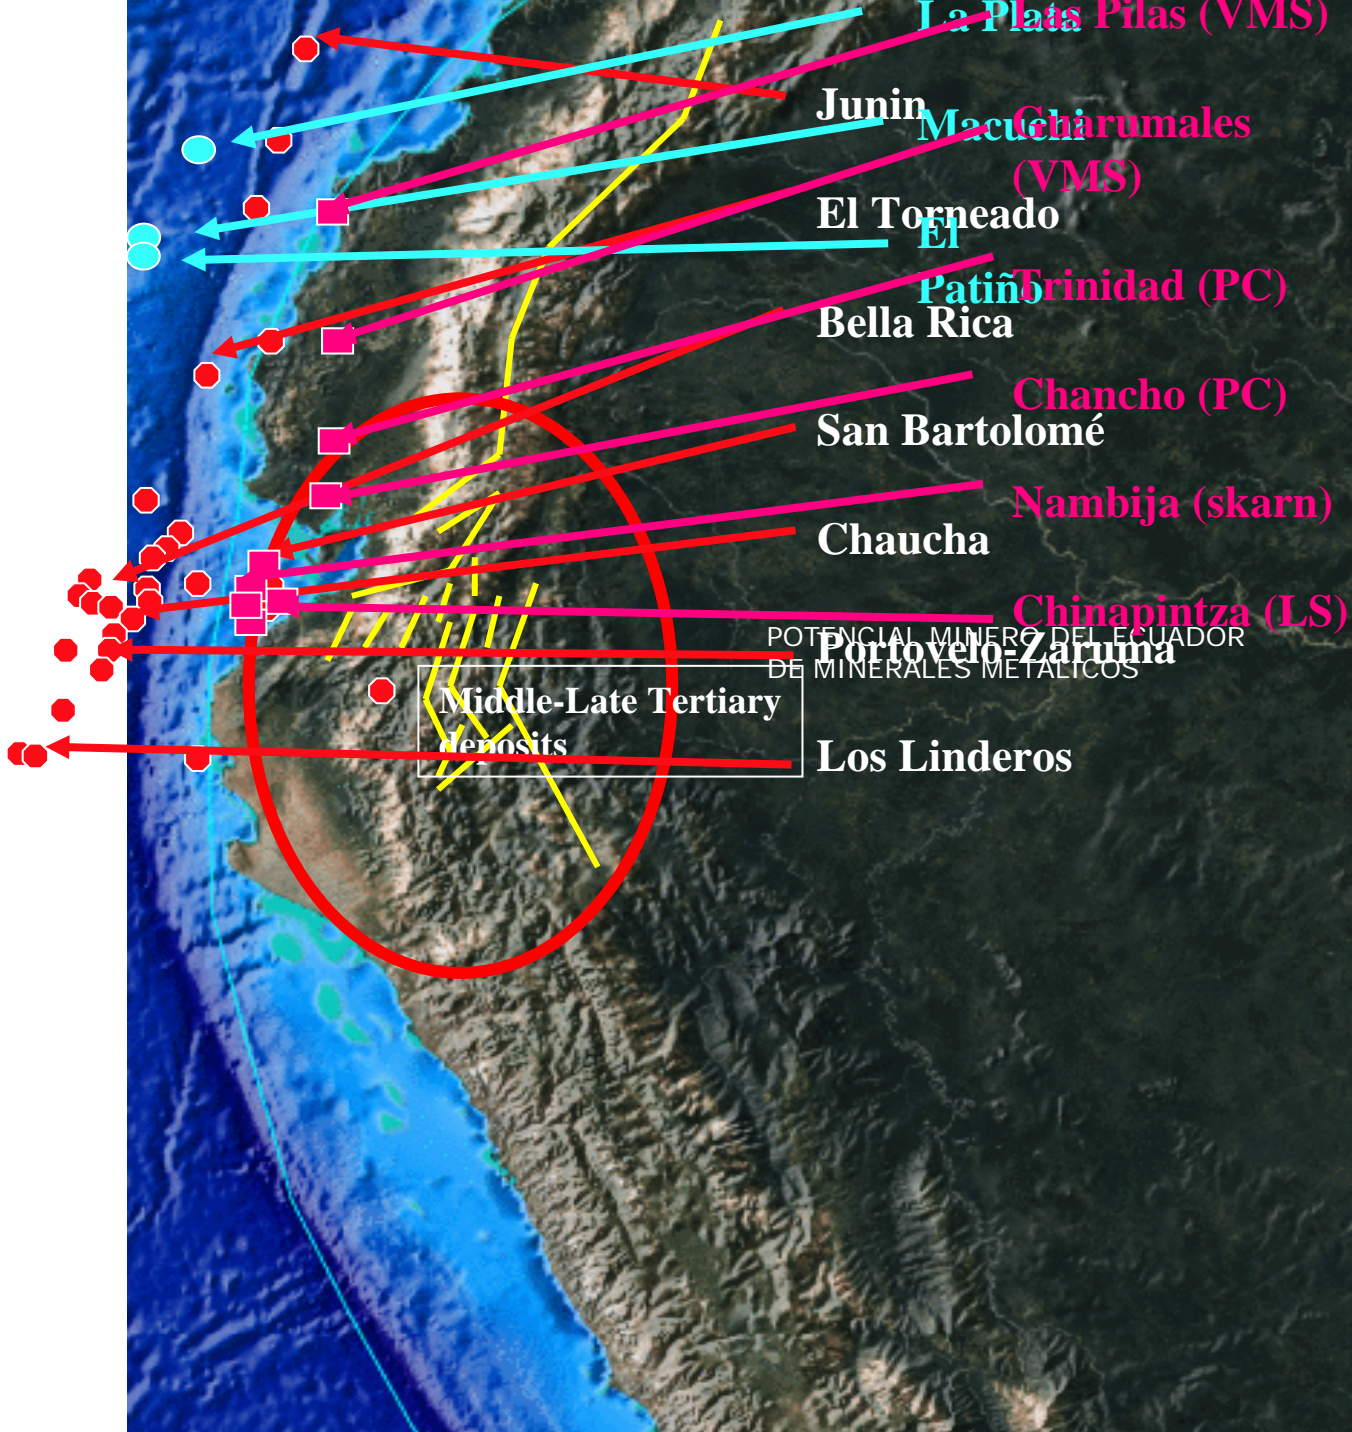 La Plata
Las Pilas (VMS)
Junin
Macuchi
Guarumales
(VMS)
El Torneado
El
Patiño
Trinidad (PC)
Bella Rica
Chancho (PC)
San Bartolomé
Nambija (skarn)
Chaucha
Chinapintza (LS)
POTENCIAL MINERO DEL ECUADOR
DE MINERALES METALICOS
Portovelo-Zaruma
Middle-Late Tertiary
deposits
Los Linderos